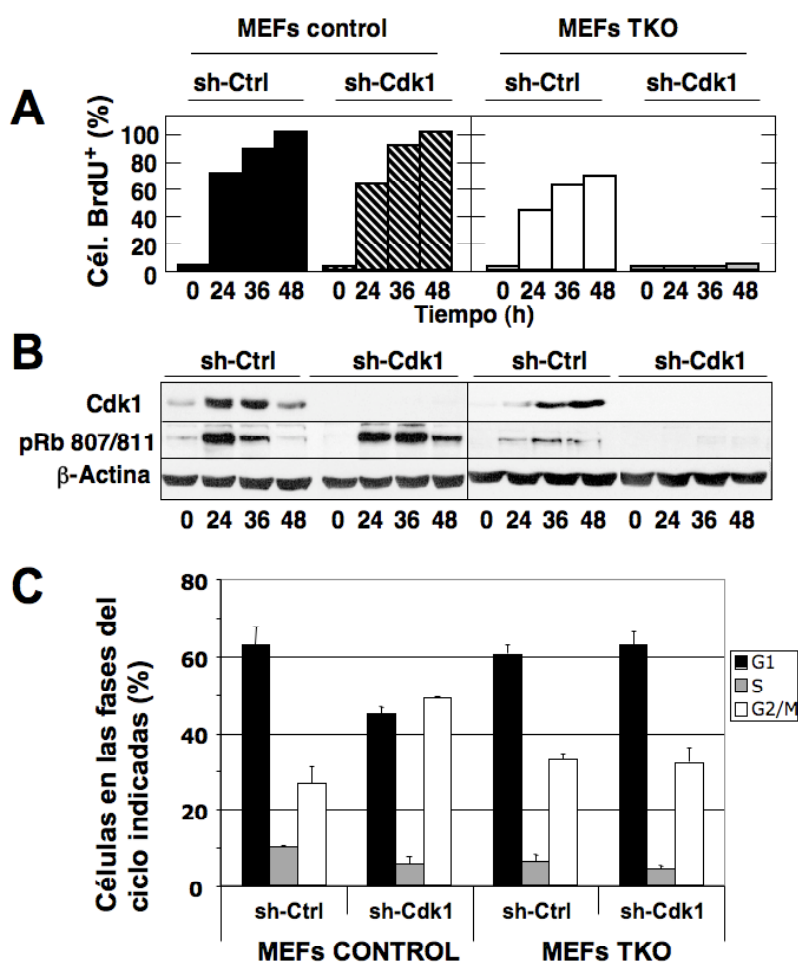 MEFs control MEFs TKO
sh-Ctrl sh-Cdk1 sh-Ctrl sh-Cdk1
A
Cél. BrdU+ (%)
100
80
60
40
20
0
0 24 36 48 0 24 36 48 0 24 36 48 0 24 36 48
Tiempo (h)
B
sh-Ctrl sh-Cdk1 sh-Ctrl sh-Cdk1
Cdk1
pRb 807/811
β-Actina
0 24 36 48 0 24 36 48 0 24 36 48 0 24 36 48
C
Células en las fases del
ciclo indicadas (%)
80
60
40
20
0
G1
S
G2/M
sh-Ctrl sh-Cdk1 sh-Ctrl sh-Cdk1
MEFs CONTROL MEFs TKO